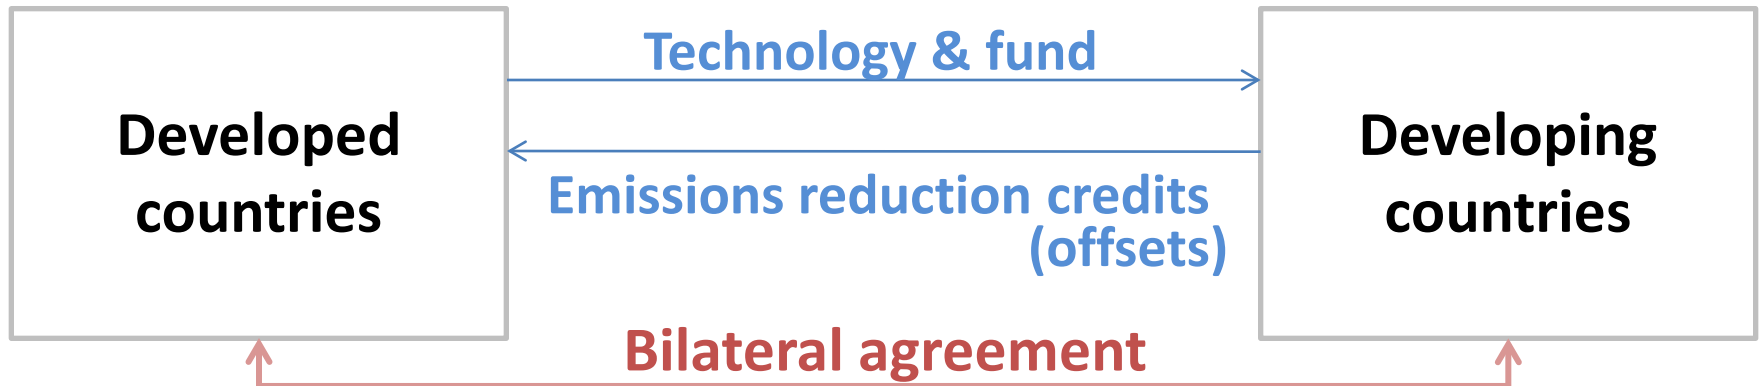 Technology & fund
Developed
countries
Developing
countries
Emissions reduction credits
(offsets)
Bilateral agreement